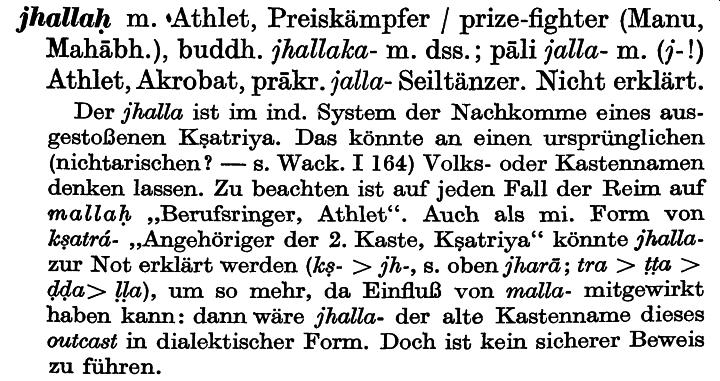 jhallaḥ m. Athlet, Preiskämpfer / prize-fighter (Manu,
Mahābh.), buddh. jhallaka- m. dss.; pāli jalla- m. (j-!)
Athlet, Akrobat, prākr. jalla- Seiltänzer. Nicht erklärt.
Der jhalla ist im ind. System der Nachkomme eines aus-
gestoßenen Kṣatriya. Das könnte an einen ursprünglichen
(nichtarischen? — s. Wack. I 164) Volks- oder Kastennamen
denken lassen. Zu beachten ist auf jeden Fall der Reim auf
mallaḥ „Berufsringer, Athlet“. Auch als mi. Form von
kṣatrá- „Angehöriger der 2. Kaste, Kṣatriya“ könnte jhalla-
zur Not erklärt werden (kṣ- > jh-, s. oben jharā; tra > ṭṭa >
ḍḍa> ḷḷa), um so mehr, da Einfluß von malla- mitgewirkt
haben kann: dann wäre jhalla- der alte Kastenname dieses
outcast in dialektischer Form. Doch ist kein sicherer Beweis
zu führen.